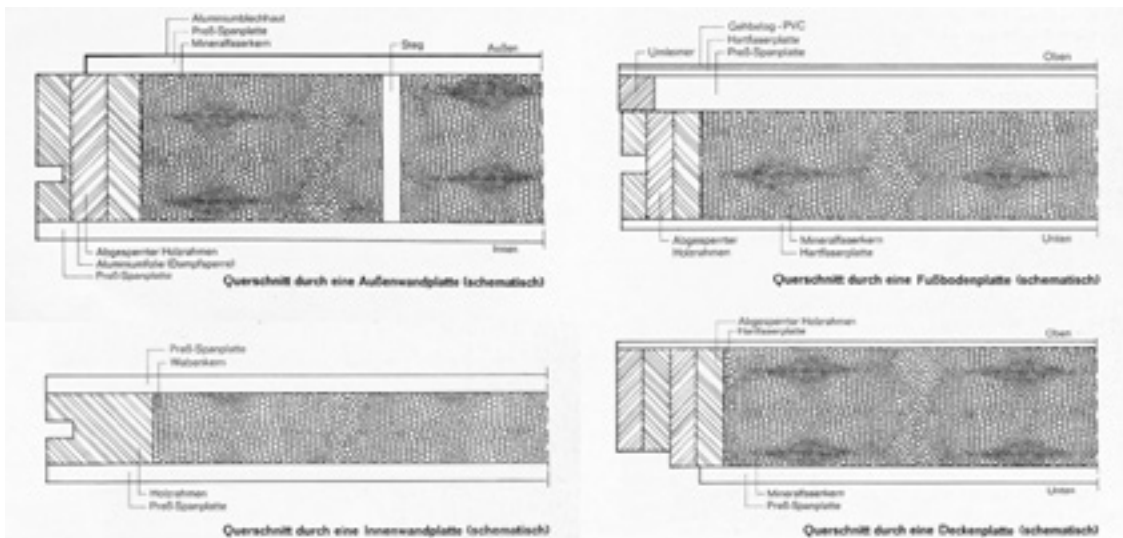 Aluminiumblechhaut
Preß-Spanplatte
Mineralfaserkern
Steg
Außen
Innen
Abgesperrter Holzrahmen
Aluminiumfolie (Dampfsperre)
Preß-Spanplatte
Querschnitt durch eine Außenwandplatte (schematisch)
Gehbelag-PVC
Hartfaserplatte
Preß-Spanplatte
Umleimer
Oben
Unten
Abgesperrter
Holzrahmen
Mineralfaserkern
Hartfaserplatte
Querschnitt durch eine Fußbodenplatte (schematisch)
Preß-Spanplatte
Wabenkern
Holzrahmen
Preß-Spanplatte
Querschnitt durch eine Innenwandplatte (schematisch)
Abgesperrter Holzrahmen
Hartfaserplatte
Oben
Unten
Mineralfaserkern
Preß-Spanplatte
Querschnitt durch eine Deckenplatte (schematisch)